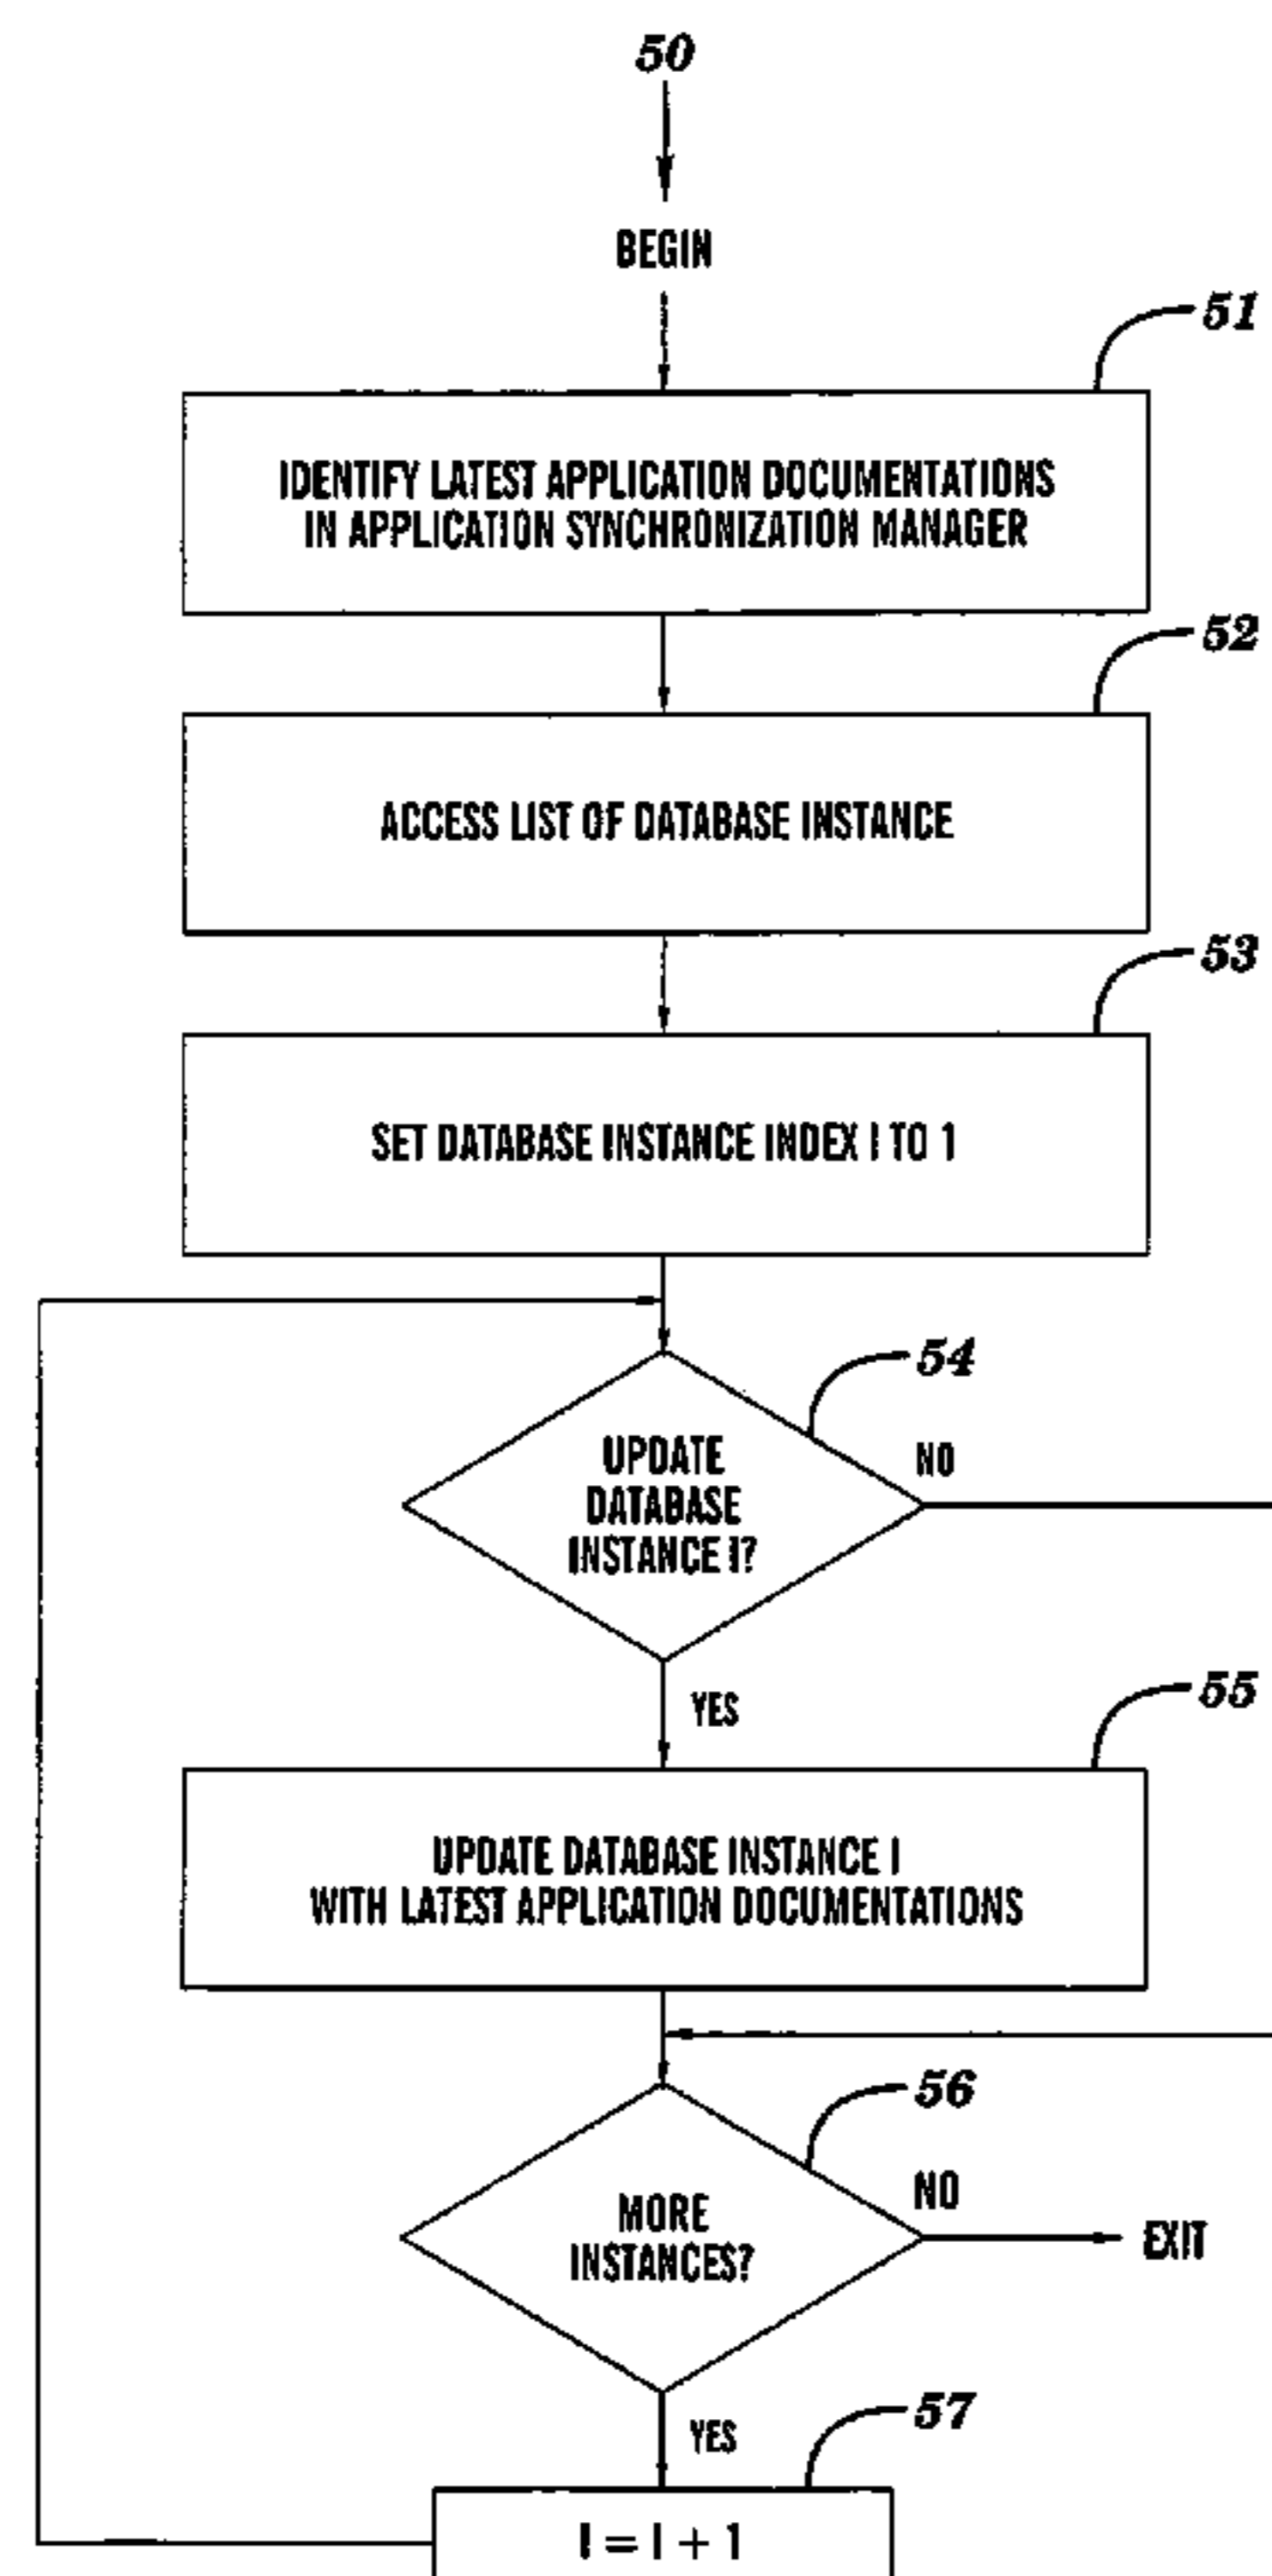 50
BEGIN
51
IDENTIFY LATEST APPLICATION DOCUMENTATIONS
IN APPLICATION SYNCHRONIZATION MANAGER
52
ACCESS LIST OF DATABASE INSTANCE
53
SET DATABASE INSTANCE INDEX I TO 1
54
UPDATE
DATABASE
INSTANCE I?
NO
YES
55
UPDATE DATABASE INSTANCE I
WITH LATEST APPLICATION DOCUMENTATIONS
56
MORE
INSTANCES?
NO
EXIT
YES
57
I = I + 1